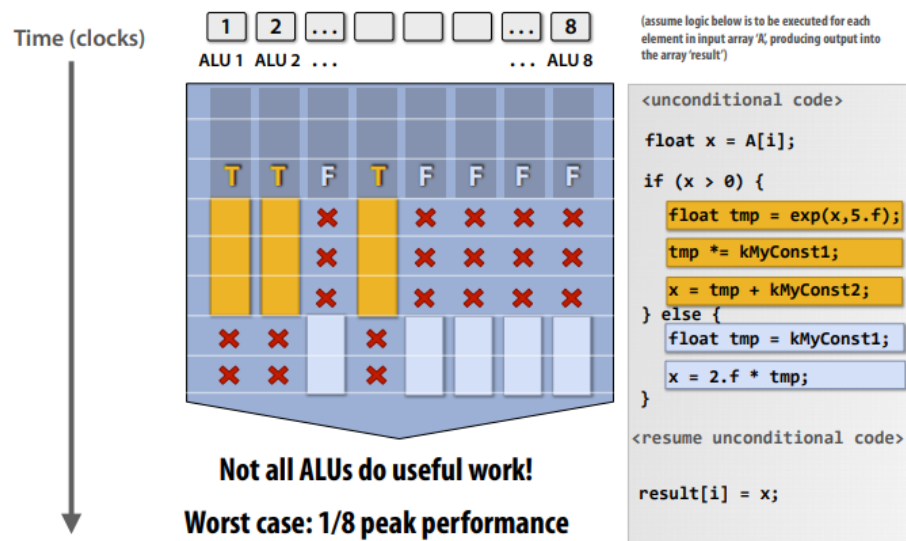 1 2 ... ... 8
Time (clocks)
ALU 1 ALU 2 ... ... ALU 8
T T F T F F F F
Not all ALUs do useful work!
Worst case: 1/8 peak performance
(assume logic below is to be executed for each
element in input array ‘A’, producing output into
the array ‘result’)
<unconditional code>
float x = A[i];
if (x > 0) {
float tmp = exp(x,5.f);
tmp *= kMyConst1;
x = tmp + kMyConst2;
} else {
float tmp = kMyConst1;
x = 2.f * tmp;
}
<resume unconditional code>
result[i] = x;